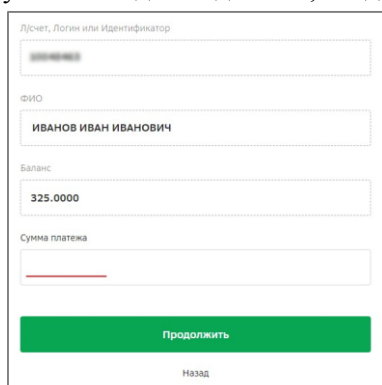 Л/счет, Логин или Идентификатор
ФИО
ИВАНОВ ИВАН ИВАНОВИЧ
Баланс
325.0000
Сумма платежа
Продолжить
Назад